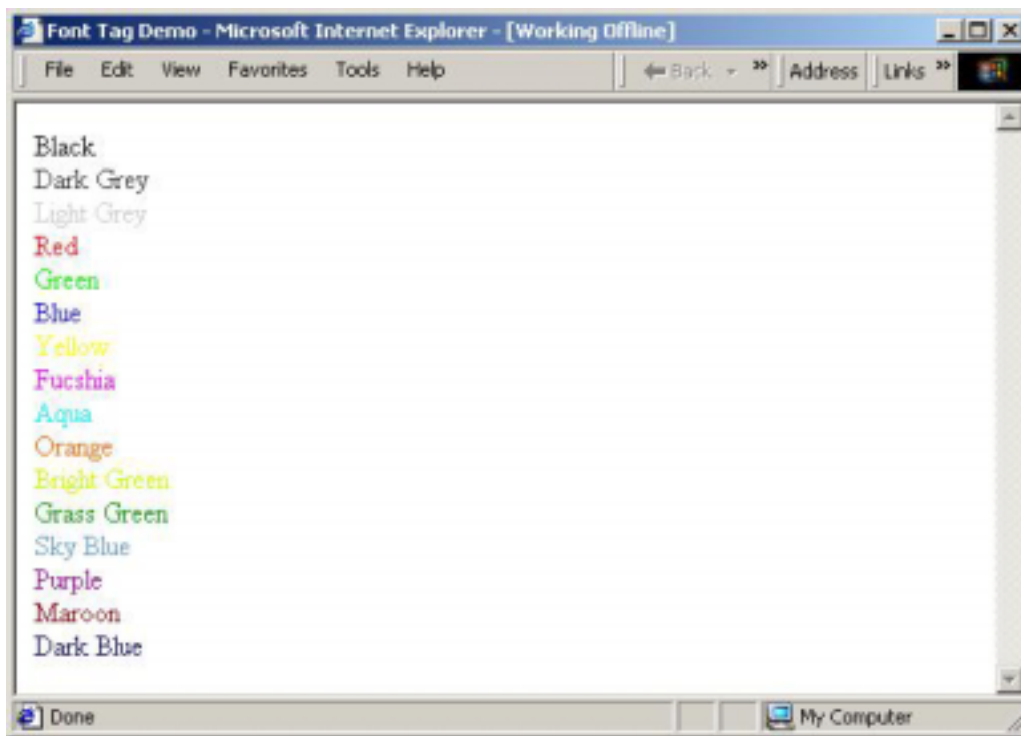 Font Tag Demo - Microsoft Internet Explorer - [Working Offline]
File Edit View Favorites Tools Help Back Address Links
Black
Dark Grey
Light Grey
Red
Green
Blue
Yellow
Fucshia
Aqua
Orange
Bright Green
Grass Green
Sky Blue
Purple
Maroon
Dark Blue
Done My Computer